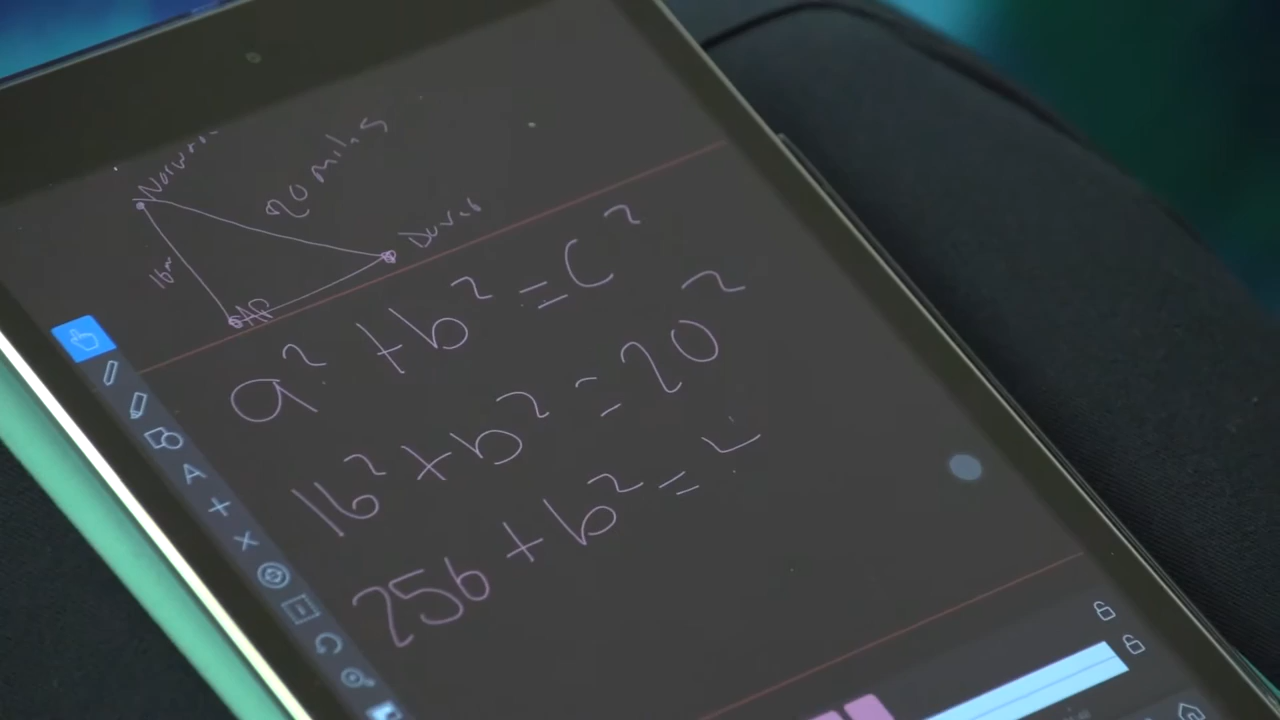 20 miles
16m
AP
a² + b² = c²
16² + b² = 20²
256 + b² =